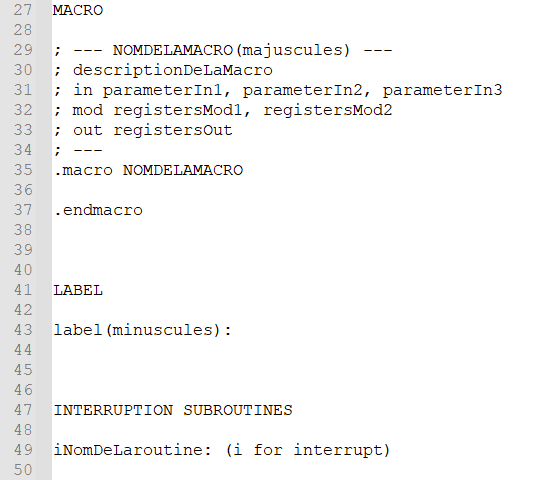 27 MACRO
28
29 ; --- NOMDELAMACRO(majuscules) ---
30 ; descriptionDeLaMacro
31 ; in parameterIn1, parameterIn2, parameterIn3
32 ; mod registersMod1, registersMod2
33 ; out registersOut
34 ; ---
35 .macro NOMDELAMACRO
36
37 .endmacro
38
39
40
41 LABEL
42
43 label(minuscules):
44
45
46
47 INTERRUPTION SUBROUTINES
48
49 iNomDeLaroutine: (i for interrupt)
50